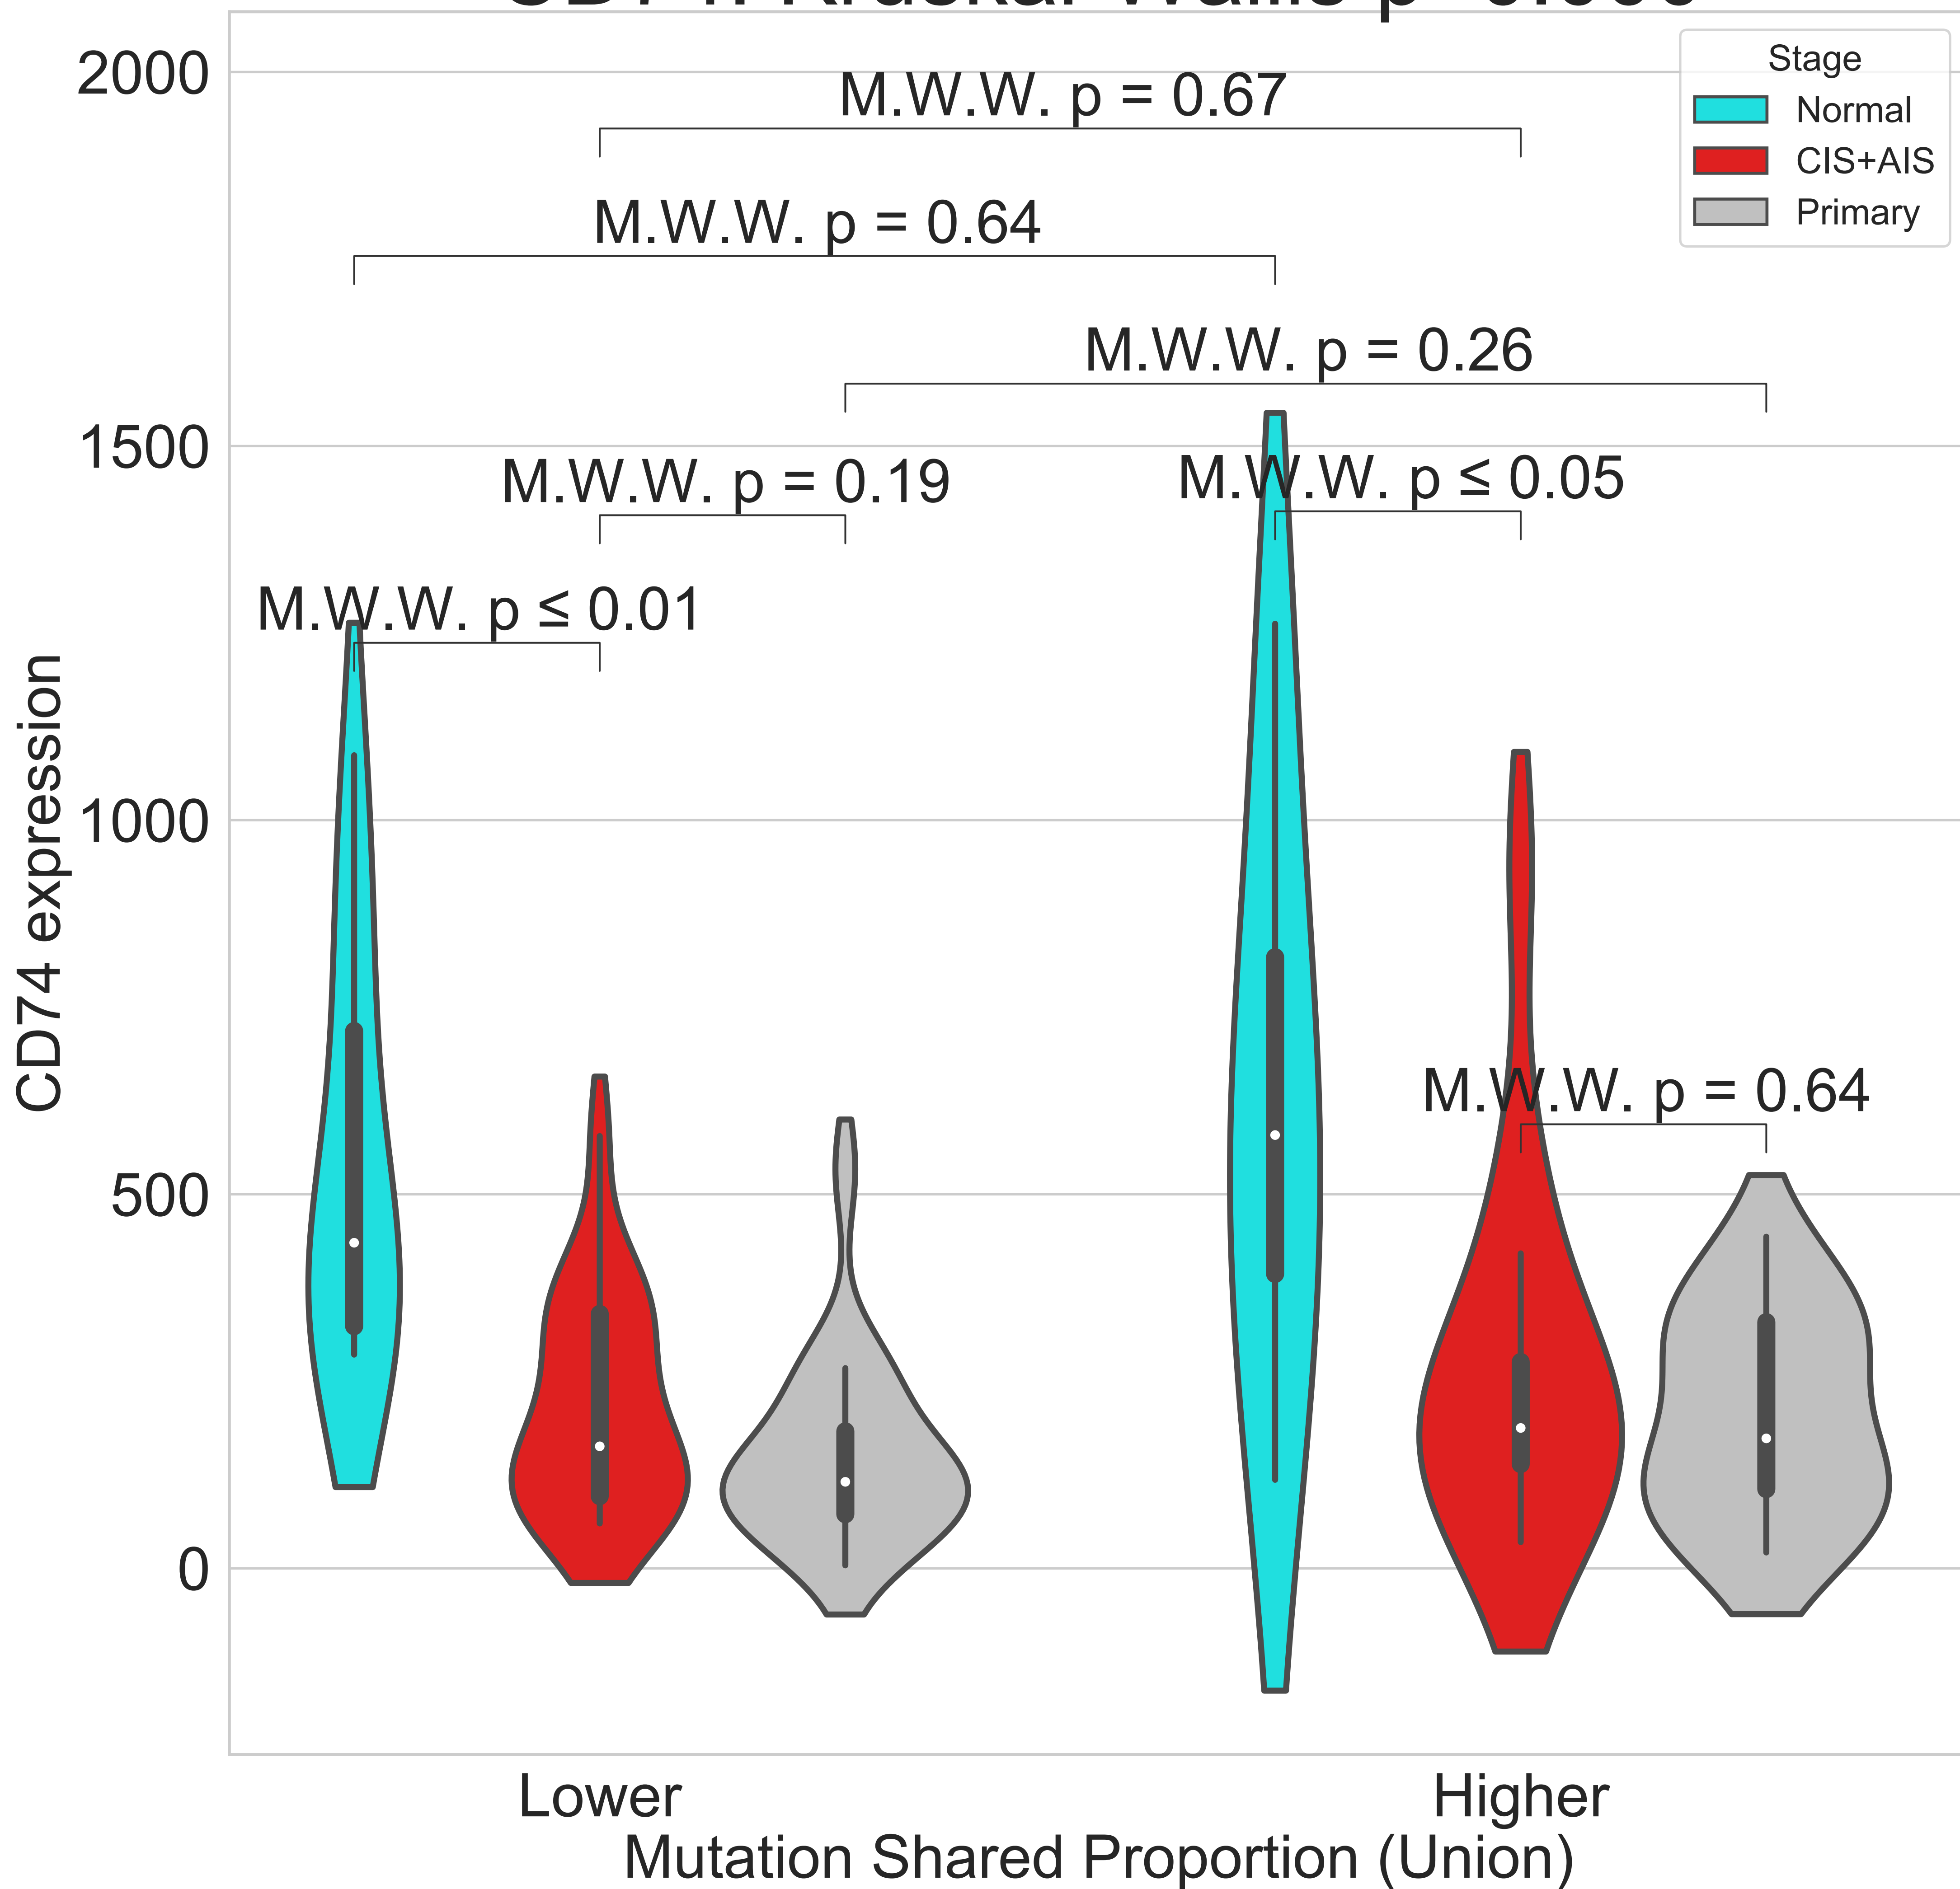 2000
1500
1000
500
0
CD74 expression
Stage
Normal
CIS+AIS
Primary
M.W.W. p = 0.67
M.W.W. p = 0.64
M.W.W. p = 0.26
M.W.W. p = 0.19
M.W.W. p ≤ 0.05
M.W.W. p ≤ 0.01
M.W.W. p = 0.64
Lower
Higher
Mutation Shared Proportion (Union)